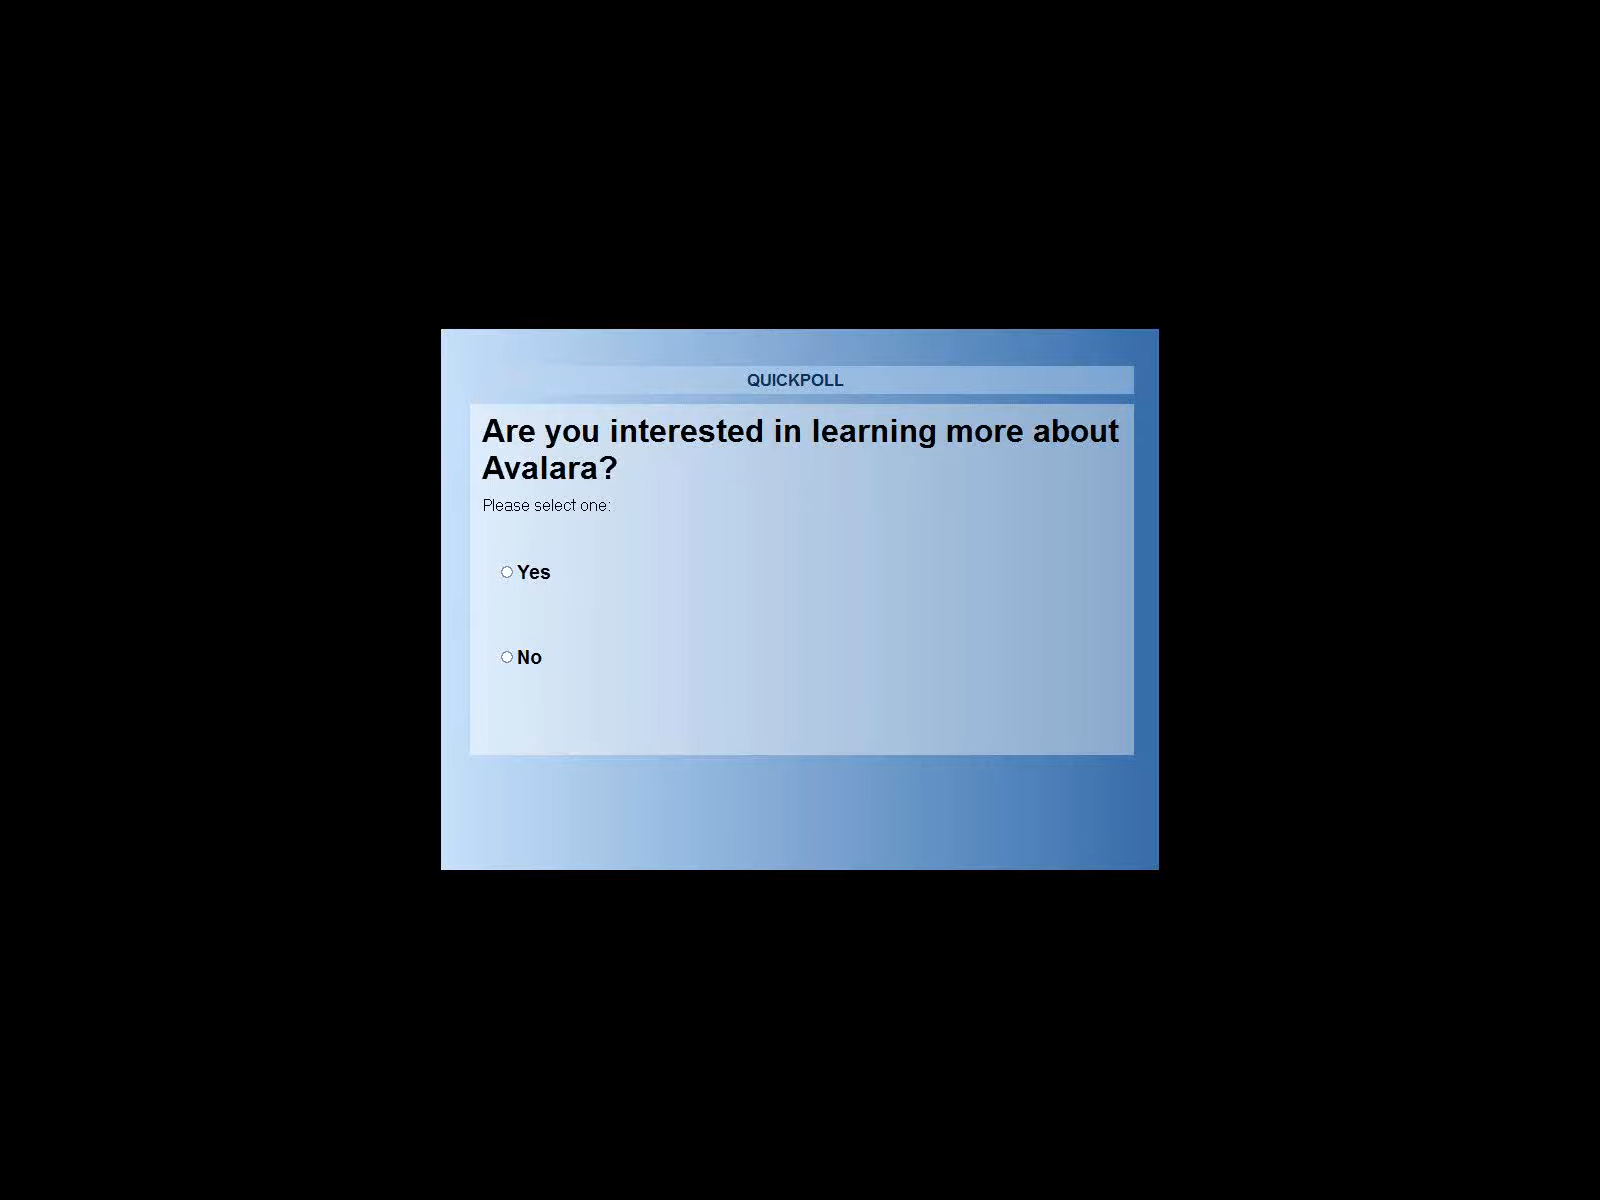 QUICKPOLL
Are you interested in learning more about
Avalara?
Please select one:
Yes
No